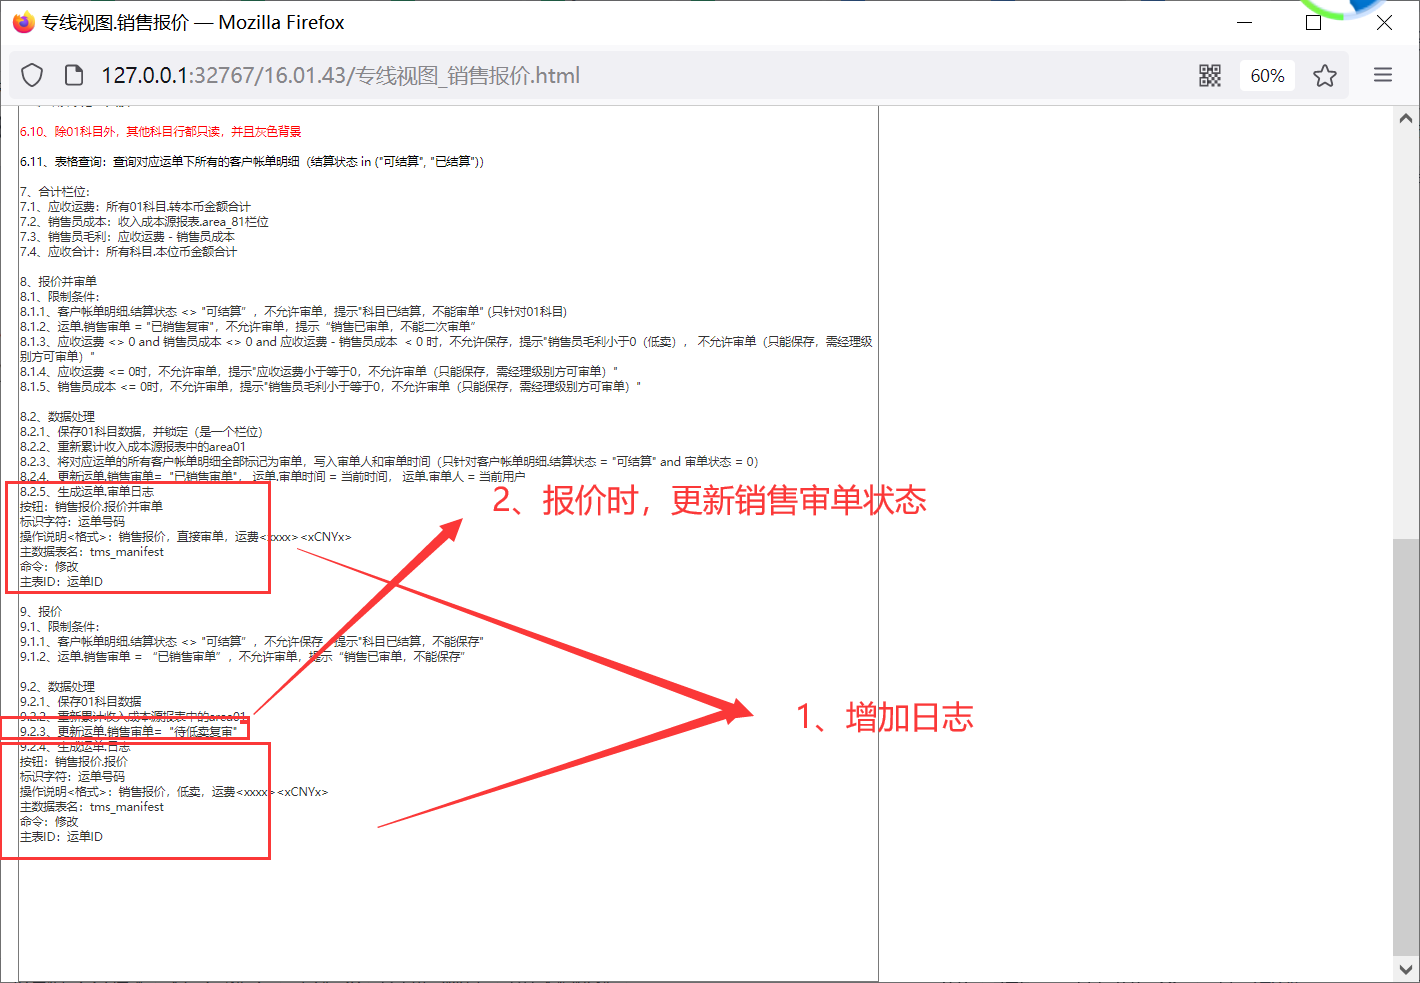 专线视图.销售报价 — Mozilla Firefox
127.0.0.1:32767/16.01.43/专线视图_销售报价.html
60%
6.10、除01科目外，其他科目行都只读，并且灰色背景
6.11、表格查询：查询对应运单下所有的客户帐单明细（结算状态 in ("可结算", "已结算"))
7、合计栏位：
7.1、应收运费：所有01科目.转本币金额合计
7.2、销售员成本：收入成本源报表.area_81栏位
7.3、销售员毛利：应收运费 - 销售员成本
7.4、应收合计：所有科目.本位币金额合计
8、报价并审单
8.1、限制条件：
8.1.1、客户帐单明细.结算状态 <> "可结算”，不允许审单，提示"科目已结算，不能审单" (只针对01科目)
8.1.2、运单.销售审单 = "已销售复审"，不允许审单，提示“销售已审单，不能二次审单”
8.1.3、应收运费 <> 0 and 销售员成本 <> 0 and 应收运费 - 销售员成本 < 0 时，不允许保存，提示"销售员毛利小于0（低卖）， 不允许审单（只能保存，需经理级
别方可审单）"
8.1.4、应收运费 <= 0时，不允许审单，提示"应收运费小于等于0，不允许审单（只能保存，需经理级别方可审单）"
8.1.5、销售员成本 <= 0时，不允许审单，提示"销售员毛利小于等于0，不允许审单（只能保存，需经理级别方可审单）"
8.2、数据处理
8.2.1、保存01科目数据，并锁定（是一个栏位）
8.2.2、重新累计收入成本源报表中的area01
8.2.3、将对应运单的所有客户帐单明细全部标记为审单，写入审单人和审单时间（只针对客户帐单明细.结算状态 = "可结算" and 审单状态 = 0）
8.2.4、更新运单.销售审单= "已销售审单"， 运单.审单时间 = 当前时间， 运单.审单人 = 当前用户
8.2.5、生成运单.审单日志
按钮：销售报价.报价并审单
标识字符：运单号码
操作说明<格式>：销售报价，直接审单，运费<xxxx><xCNYx>
主数据表名：tms_manifest
命令：修改
主表ID：运单ID
2、报价时，更新销售审单状态
9、报价
9.1、限制条件：
9.1.1、客户帐单明细.结算状态 <> "可结算”，不允许保存，提示"科目已结算，不能保存"
9.1.2、运单.销售审单 = “已销售审单”，不允许审单，提示“销售已审单，不能保存”
9.2、数据处理
9.2.1、保存01科目数据
9.2.2、重新累计收入成本源报表中的area01
1、增加日志
9.2.3、更新运单.销售审单= "待低卖复审"
9.2.4、生成运单.日志
按钮：销售报价.报价
标识字符：运单号码
操作说明<格式>：销售报价，低卖，运费<xxxx><xCNYx>
主数据表名：tms_manifest
命令：修改
主表ID：运单ID